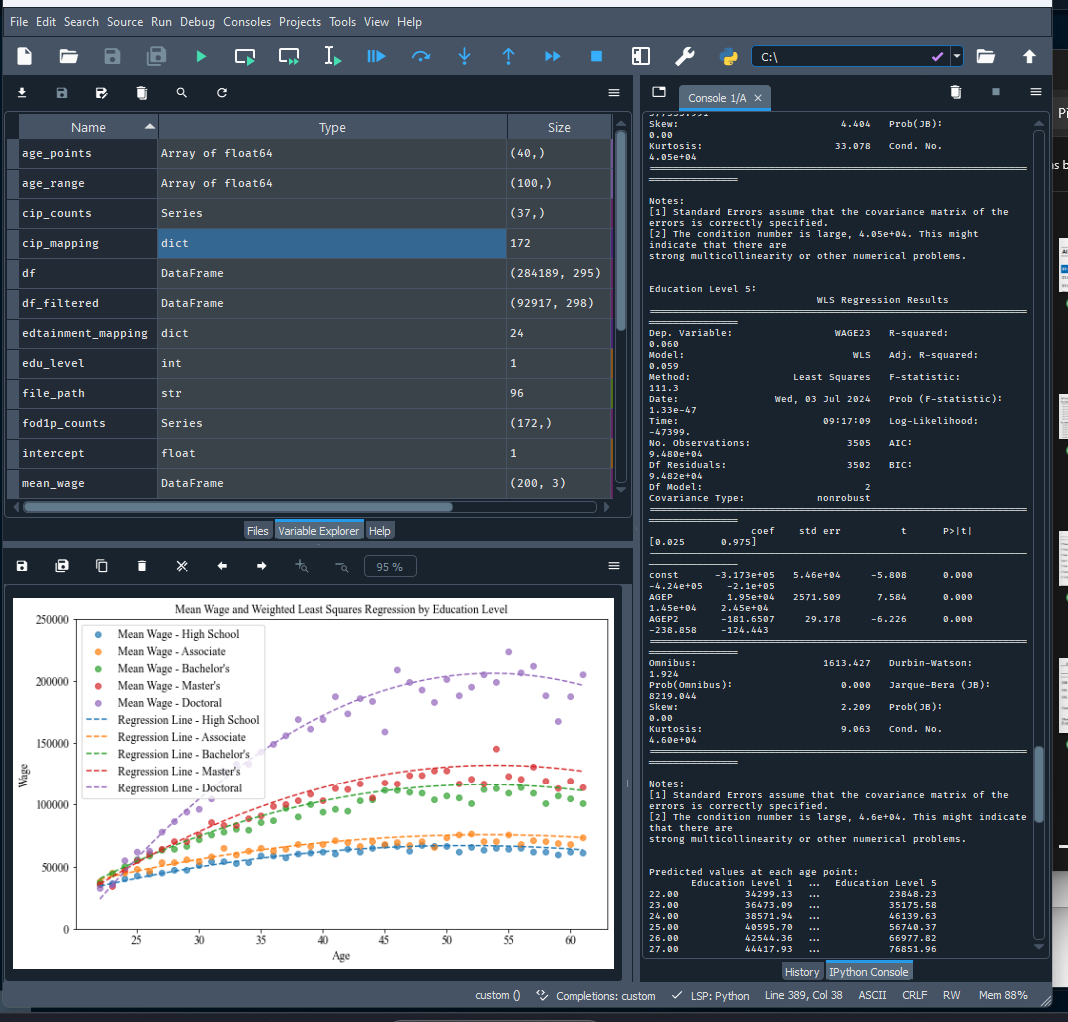 File Edit Search Source Run Debug Consoles Projects Tools View Help
C:\
Name Type Size
age_points Array of float64 (40,)
age_range Array of float64 (100,)
cip_counts Series (37,)
cip_mapping dict 172
df DataFrame (284189, 295)
df_filtered DataFrame (92917, 298)
edtainment_mapping dict 24
edu_level int 1
file_path str 96
fod1p_counts Series (172,)
intercept float 1
mean_wage DataFrame (200, 3)
Files Variable Explorer Help
95 %
Mean Wage and Weighted Least Squares Regression by Education Level
250000
200000
150000
100000
50000
0
Wage
Mean Wage - High School
Mean Wage - Associate
Mean Wage - Bachelor's
Mean Wage - Master's
Mean Wage - Doctoral
Regression Line - High School
Regression Line - Associate
Regression Line - Bachelor's
Regression Line - Master's
Regression Line - Doctoral
25 30 35 40 45 50 55 60
Age
Console 1/A
Skew: 4.404 Prob(JB):
0.00
Kurtosis: 33.078 Cond. No.
4.05e+04
Notes:
[1] Standard Errors assume that the covariance matrix of the
errors is correctly specified.
[2] The condition number is large, 4.05e+04. This might
indicate that there are
strong multicollinearity or other numerical problems.
Education Level 5:
WLS Regression Results
Dep. Variable: WAGE23 R-squared:
0.060
Model: WLS Adj. R-squared:
0.059
Method: Least Squares F-statistic:
111.3
Date: Wed, 03 Jul 2024 Prob (F-statistic):
1.33e-47
Time: 09:17:09 Log-Likelihood:
-47399.
No. Observations: 3505 AIC:
9.480e+04
Df Residuals: 3502 BIC:
9.482e+04
Df Model: 2
Covariance Type: nonrobust
coef std err t P>|t|
[0.025 0.975]
const -3.173e+05 5.46e+04 -5.808 0.000
-4.24e+05 -2.1e+05
AGEP 1.95e+04 2571.509 7.584 0.000
1.45e+04 2.45e+04
AGEP2 -181.6507 29.178 -6.226 0.000
-238.858 -124.443
Omnibus: 1613.427 Durbin-Watson:
1.924
Prob(Omnibus): 0.000 Jarque-Bera (JB):
8219.044
Skew: 2.209 Prob(JB):
0.00
Kurtosis: 9.063 Cond. No.
4.60e+04
Notes:
[1] Standard Errors assume that the covariance matrix of the
errors is correctly specified.
[2] The condition number is large, 4.6e+04. This might indicate
that there are
strong multicollinearity or other numerical problems.
Predicted values at each age point:
Education Level 1 ... Education Level 5
22.00 34299.13 ... 23848.23
23.00 36473.09 ... 35175.58
24.00 38571.94 ... 46139.63
25.00 40595.70 ... 56740.37
26.00 42544.36 ... 66977.82
27.00 44417.93 ... 76851.96
History IPython Console
custom () Completions: custom LSP: Python Line 389, Col 38 ASCII CRLF RW Mem 88%